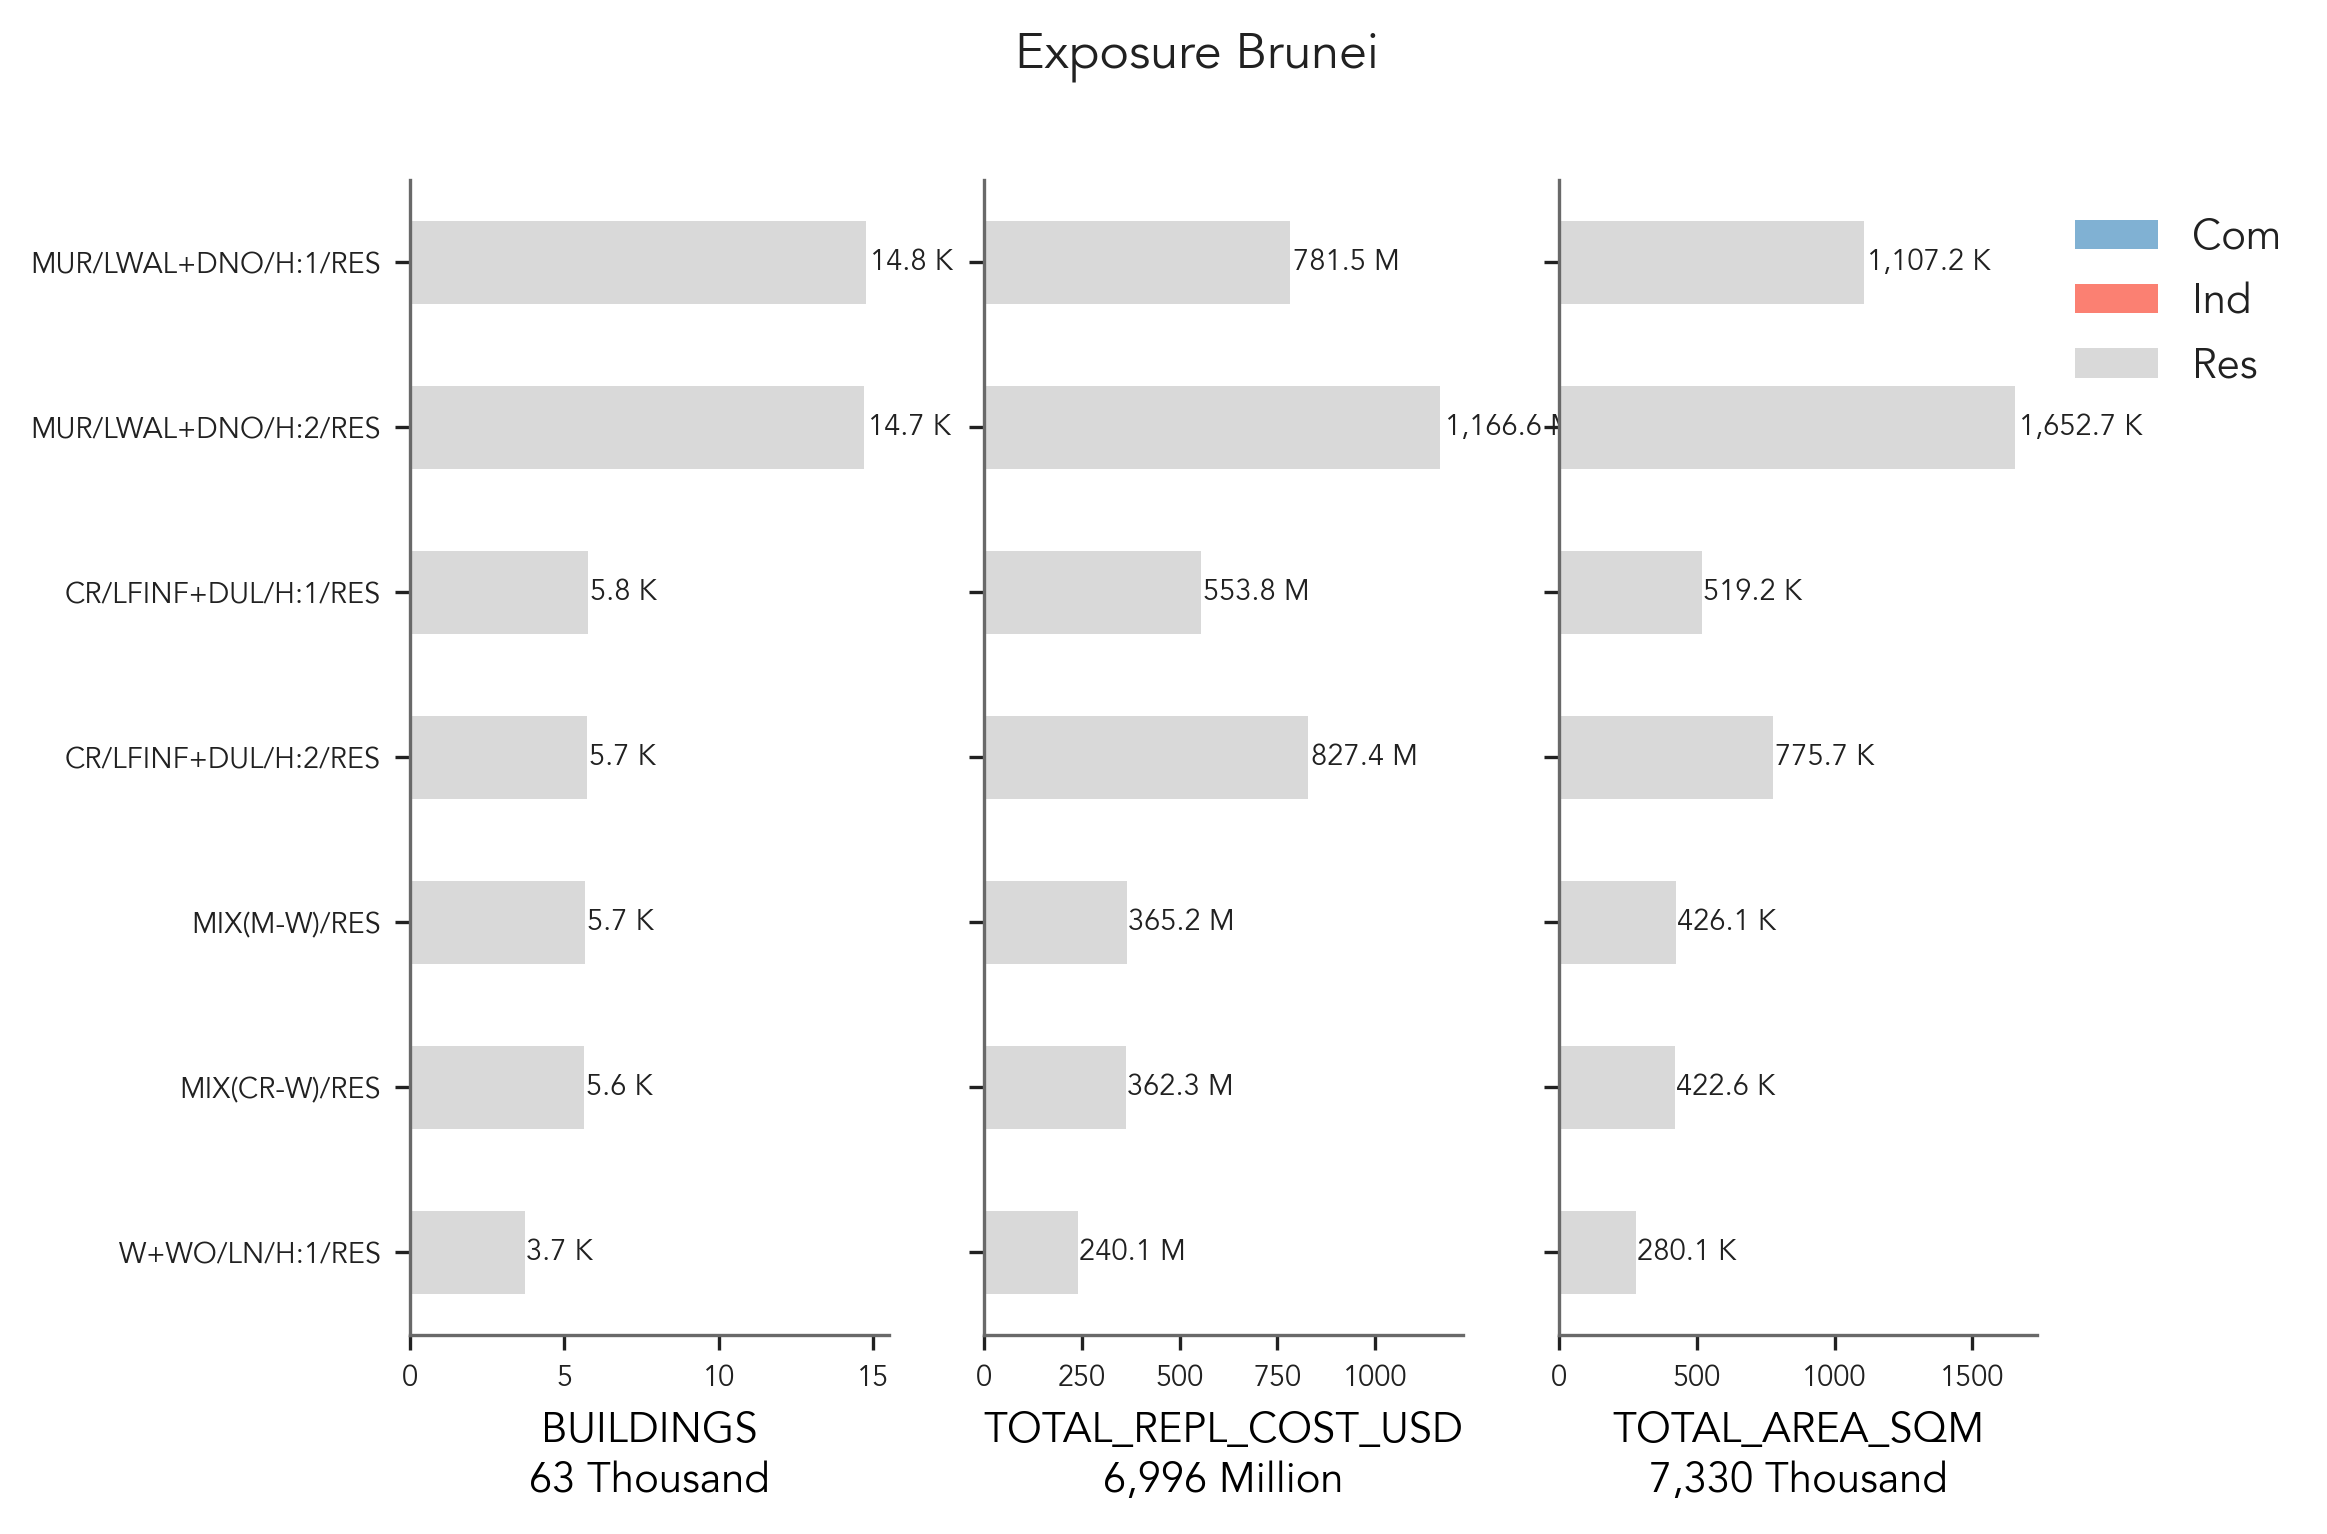 Exposure Brunei
MUR/LWAL+DNO/H:1/RES 14.8 K 781.5 M 1,107.2 K
MUR/LWAL+DNO/H:2/RES 14.7 K 1,166.6 M 1,652.7 K
CR/LFINF+DUL/H:1/RES 5.8 K 553.8 M 519.2 K
CR/LFINF+DUL/H:2/RES 5.7 K 827.4 M 775.7 K
MIX(M-W)/RES 5.7 K 365.2 M 426.1 K
MIX(CR-W)/RES 5.6 K 362.3 M 422.6 K
W+WO/LN/H:1/RES 3.7 K 240.1 M 280.1 K
0 5 10 15
BUILDINGS
63 Thousand
0 250 500 750 1000
TOTAL_REPL_COST_USD
6,996 Million
0 500 1000 1500
TOTAL_AREA_SQM
7,330 Thousand
Com
Ind
Res